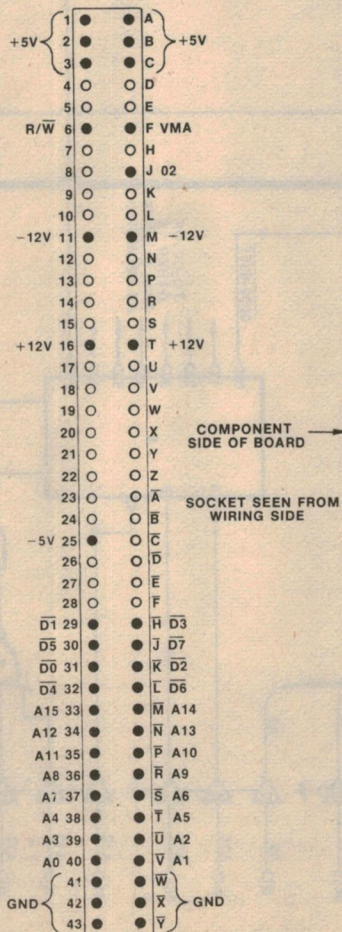 1 A
+5V 2 B +5V
3 C
4 D
5 E
R/W̅ 6 F VMA
7 H
8 J 02
9 K
10 L
-12V 11 M -12V
12 N
13 P
14 R
15 S
+12V 16 T +12V
17 U
18 V
19 W
20 X
21 Y
22 Z
23 A̅
24 B̅
-5V 25 C̅
26 D̅
27 E̅
28 F̅
D̅1̅ 29 H̅ D̅3̅
D̅5̅ 30 J̅ D̅7̅
D̅0̅ 31 K̅ D̅2̅
D̅4̅ 32 L̅ D̅6̅
A15 33 M̅ A14
A12 34 N̅ A13
A11 35 P̅ A10
A8 36 R̅ A9
A7 37 S̅ A6
A4 38 T̅ A5
A3 39 U̅ A2
A0 40 V̅ A1
41 W̅
GND 42 X̅ GND
43 Y̅
COMPONENT
SIDE OF BOARD
SOCKET SEEN FROM
WIRING SIDE